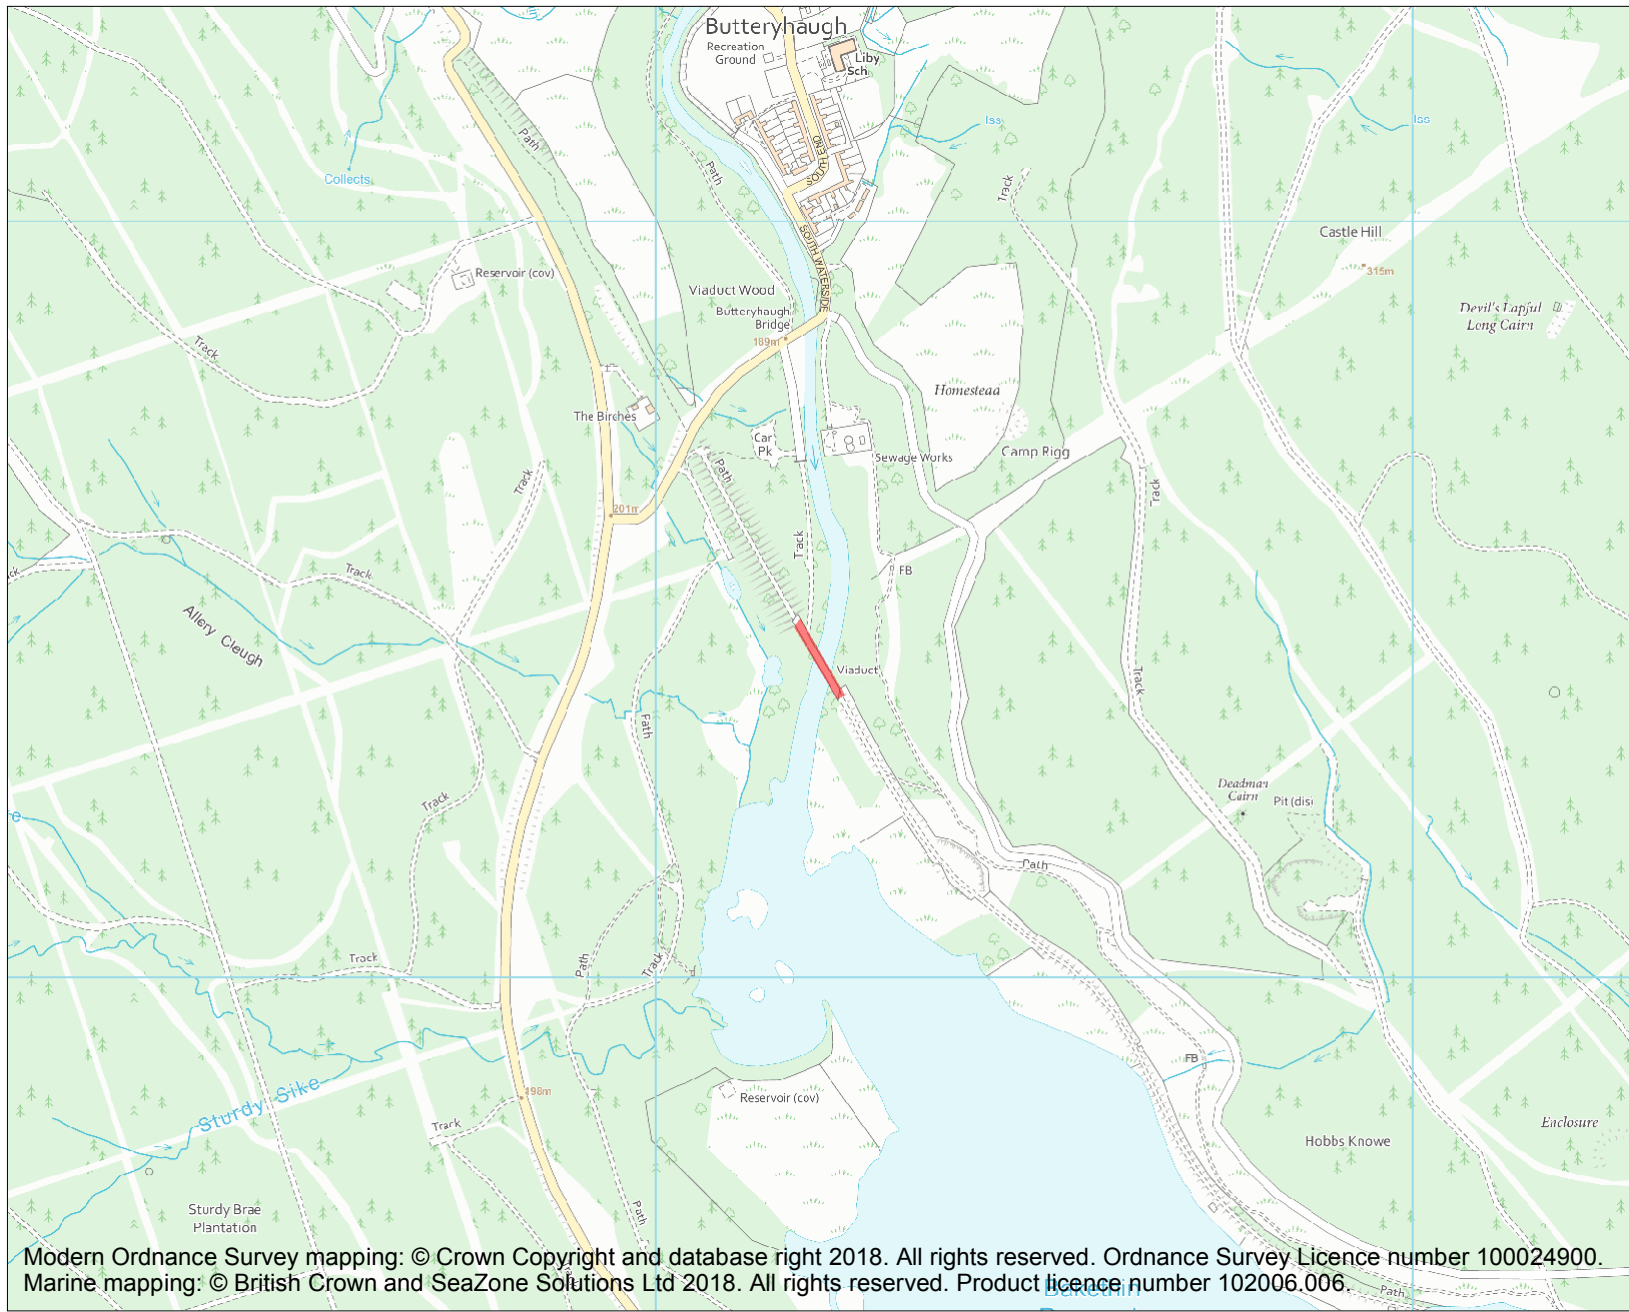 Butteryhaugh
Recreation
Ground
Liby
Sch
Path
Iss
Iss
Collects
Path
SOUTH END
Track
SOUTH WATERSIDE
Castle Hill
315m
Reservoir (cov)
Viaduct Wood
Butteryhaugh
Bridge
189m
Devil's Lapful
Long Cairn
Track
The Birches
Homestead
Car
Pk
Path
Sewage Works
Camp Rigg
Track
Track
201m
Track
FB
Track
Allery Cleugh
Viaduct
Track
Path
Track
Deadman
Cairn
Pit (dis)
Path
Track
Path
Track
FB
198m
Sturdy Sike
Reservoir (cov)
Track
Enclosure
Hobbs Knowe
Sturdy Brae
Plantation
Path
Track
Modern Ordnance Survey mapping: © Crown Copyright and database right 2018. All rights reserved. Ordnance Survey Licence number 100024900.
Marine mapping: © British Crown and SeaZone Solutions Ltd 2018. All rights reserved. Product licence number 102006.006.
Bakethin
Path